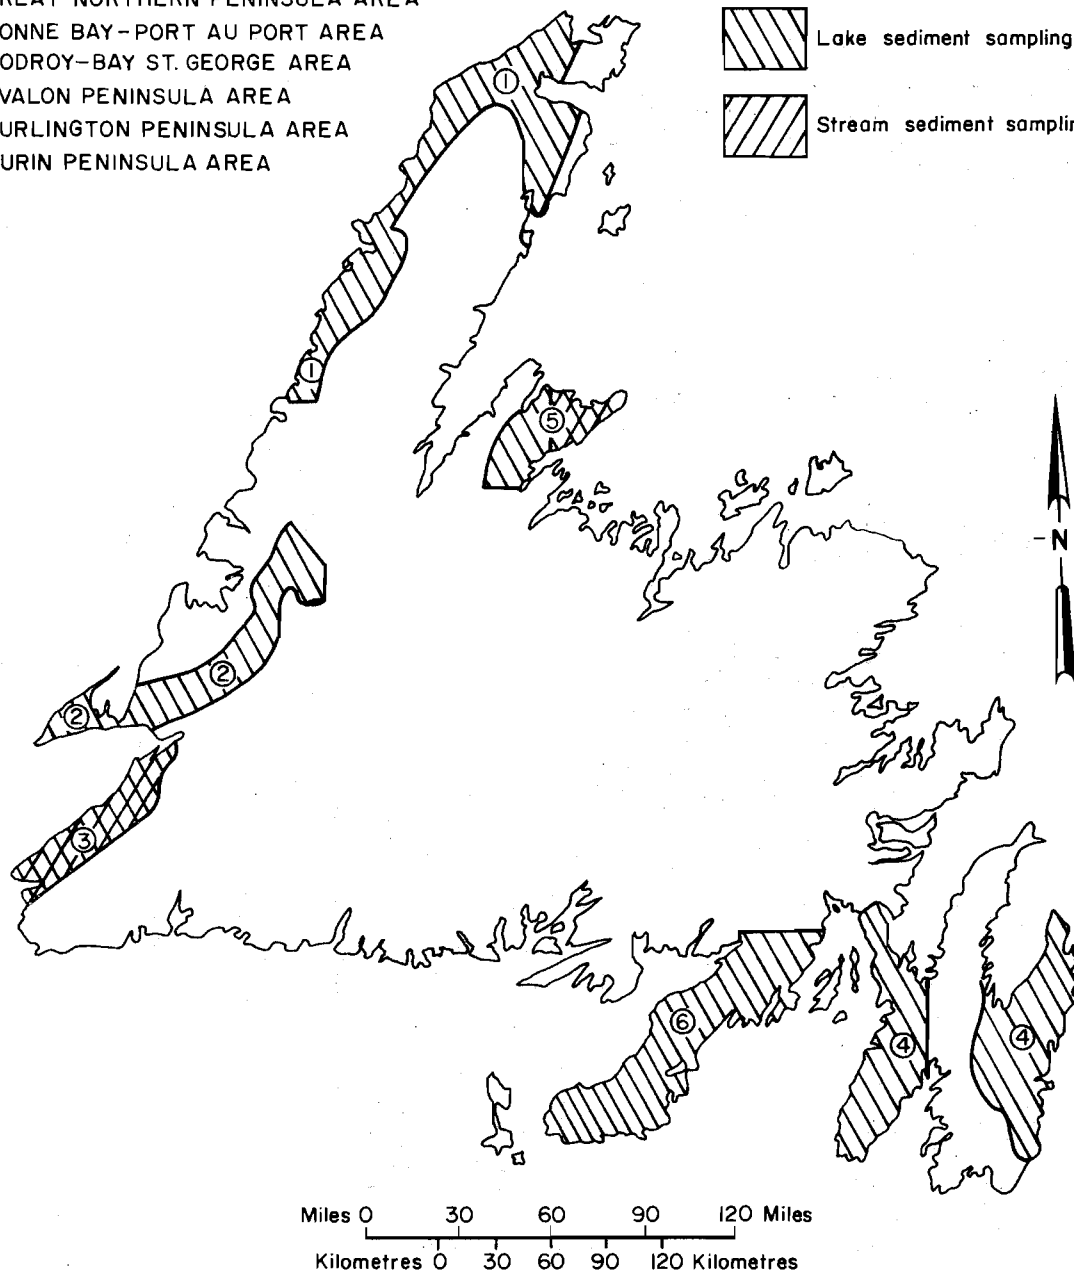 REAT NORTHERN PENINSULA AREA
ONNE BAY-PORT AU PORT AREA
ODROY-BAY ST. GEORGE AREA
VALON PENINSULA AREA
URLINGTON PENINSULA AREA
URIN PENINSULA AREA
Lake sediment sampling
Stream sediment samplin
1
1
5
N
2
2
3
6
4
4
Miles 0 30 60 90 120 Miles
Kilometres 0 30 60 90 120 Kilometres